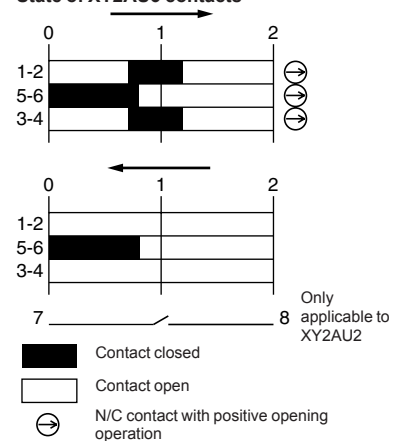 State of XY2AU0 contacts
0 1 2
1-2
5-6
3-4
0 1 2
1-2
5-6
3-4
7 8 Only
applicable to
XY2AU2
Contact closed
Contact open
N/C contact with positive opening
operation